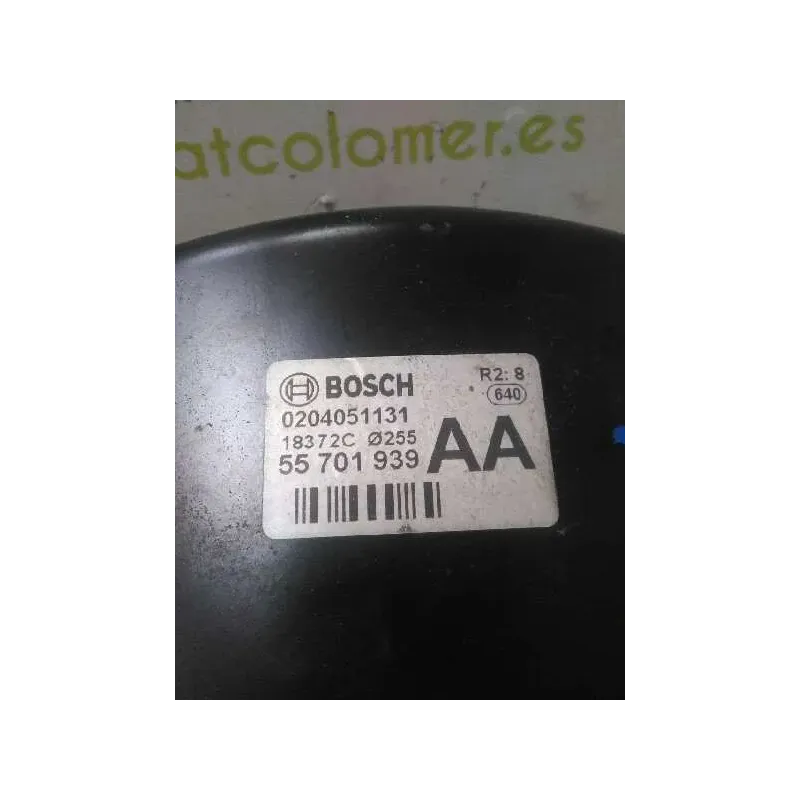 atcolomer.es
BOSCH
R2: 8
640
0204051131
18372C Ø255
55 701 939 AA